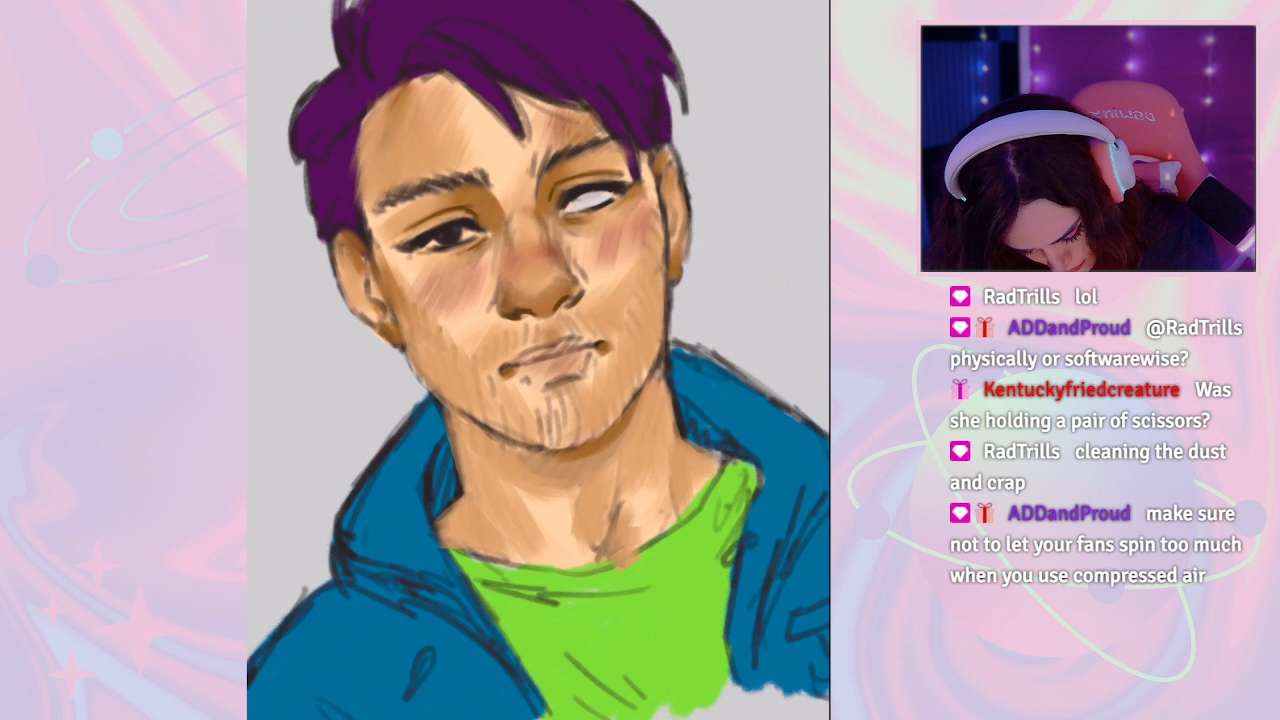 RadTrills lol
ADDandProud @RadTrills
physically or softwarewise?
Kentuckyfriedcreature Was
she holding a pair of scissors?
RadTrills cleaning the dust
and crap
ADDandProud make sure
not to let your fans spin too much
when you use compressed air